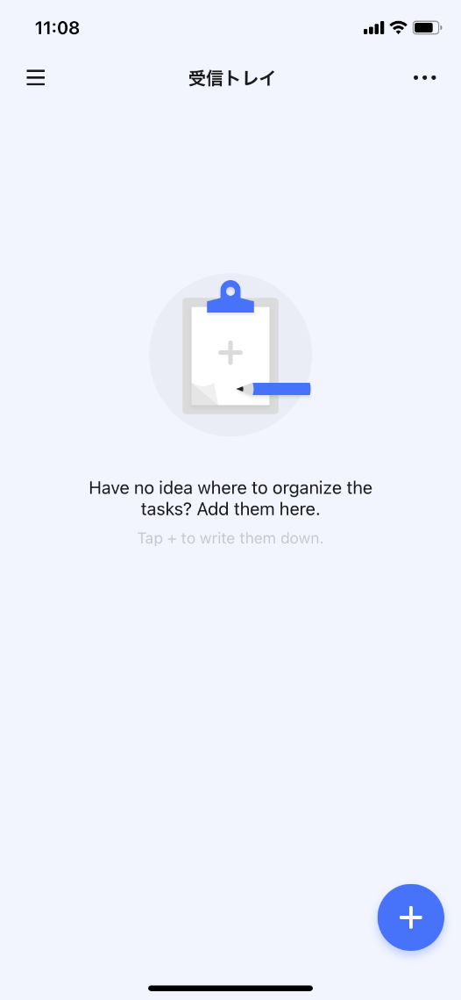 11:08
受信トレイ
Have no idea where to organize the
tasks? Add them here.
Tap + to write them down.